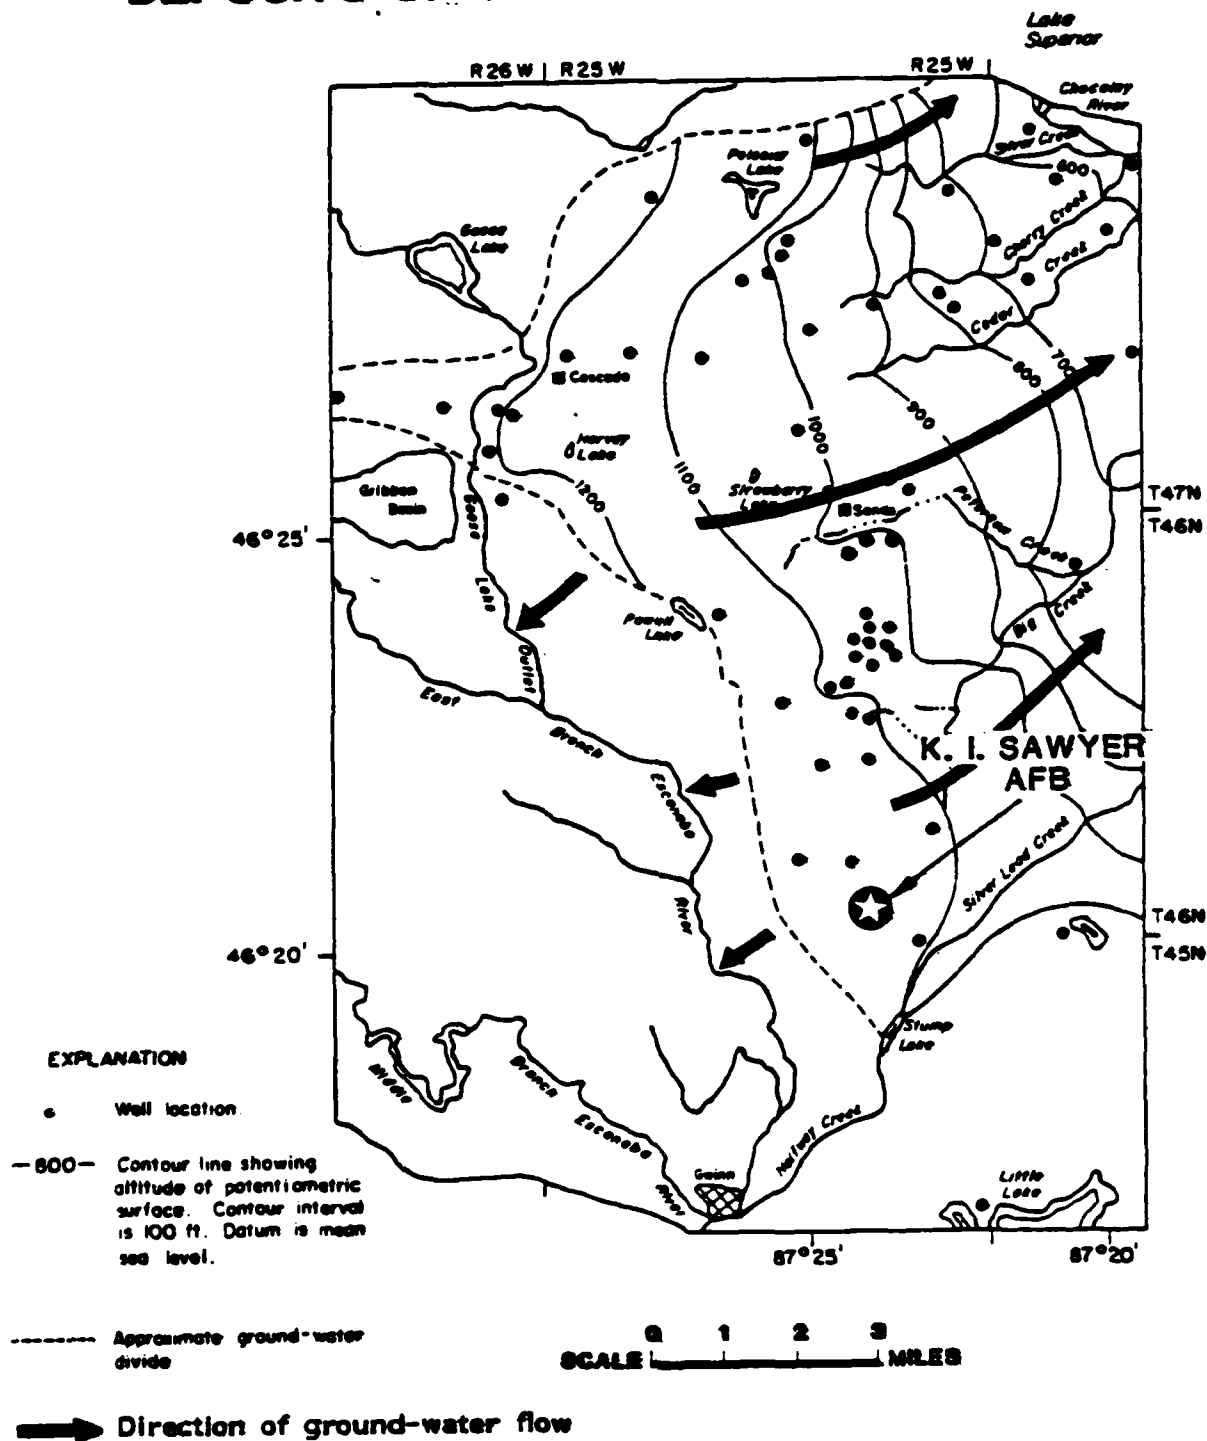 Lake
Superior
R26W R25W
R25W
Chocolay
River
Silver Creek
600
Lake
Goose
Lake
Cherry Creek
Creek
Cedar
Cascade
Harvey
Lake
700
800
900
1000
1100
1200
Strawberry
Lake
Sands
Gribben
Basin
T47N
T46N
46°25'
Goose
Lake
Outlet
Creek
Big Creek
Powell
Lake
East
Branch
Escanaba
River
K. I. SAWYER
AFB
Silver Lead Creek
T46N
T45N
46°20'
Stump
Lake
EXPLANATION
Well location
Middle
Branch
Escanaba
River
Halfway Creek
Gwinn
Little
Lake
—800— Contour line showing
altitude of potentiometric
surface. Contour interval
is 100 ft. Datum is mean
sea level.
87°25'
87°20'
Approximate ground-water
divide
0 1 2 3
SCALE MILES
Direction of ground-water flow